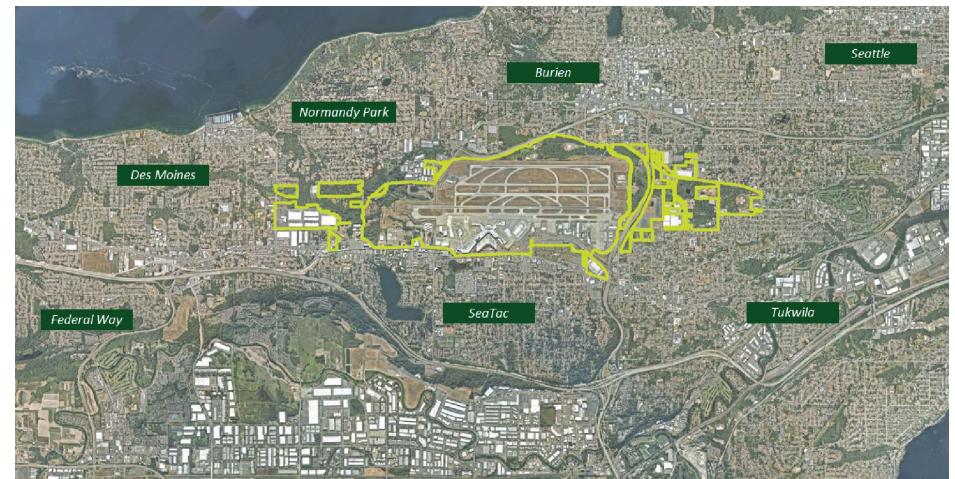 Seattle
Burien
Normandy Park
Des Moines
SeaTac
Tukwila
Federal Way